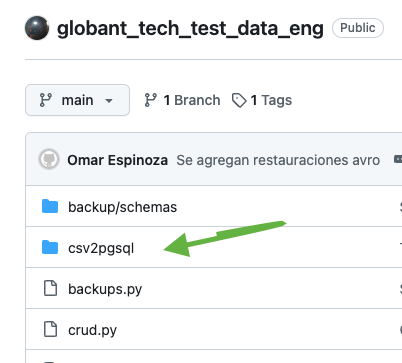 globant_tech_test_data_eng Public
main 1 Branch 1 Tags
Omar Espinoza Se agregan restauraciones avro
backup/schemas
csv2pgsql
backups.py
crud.py